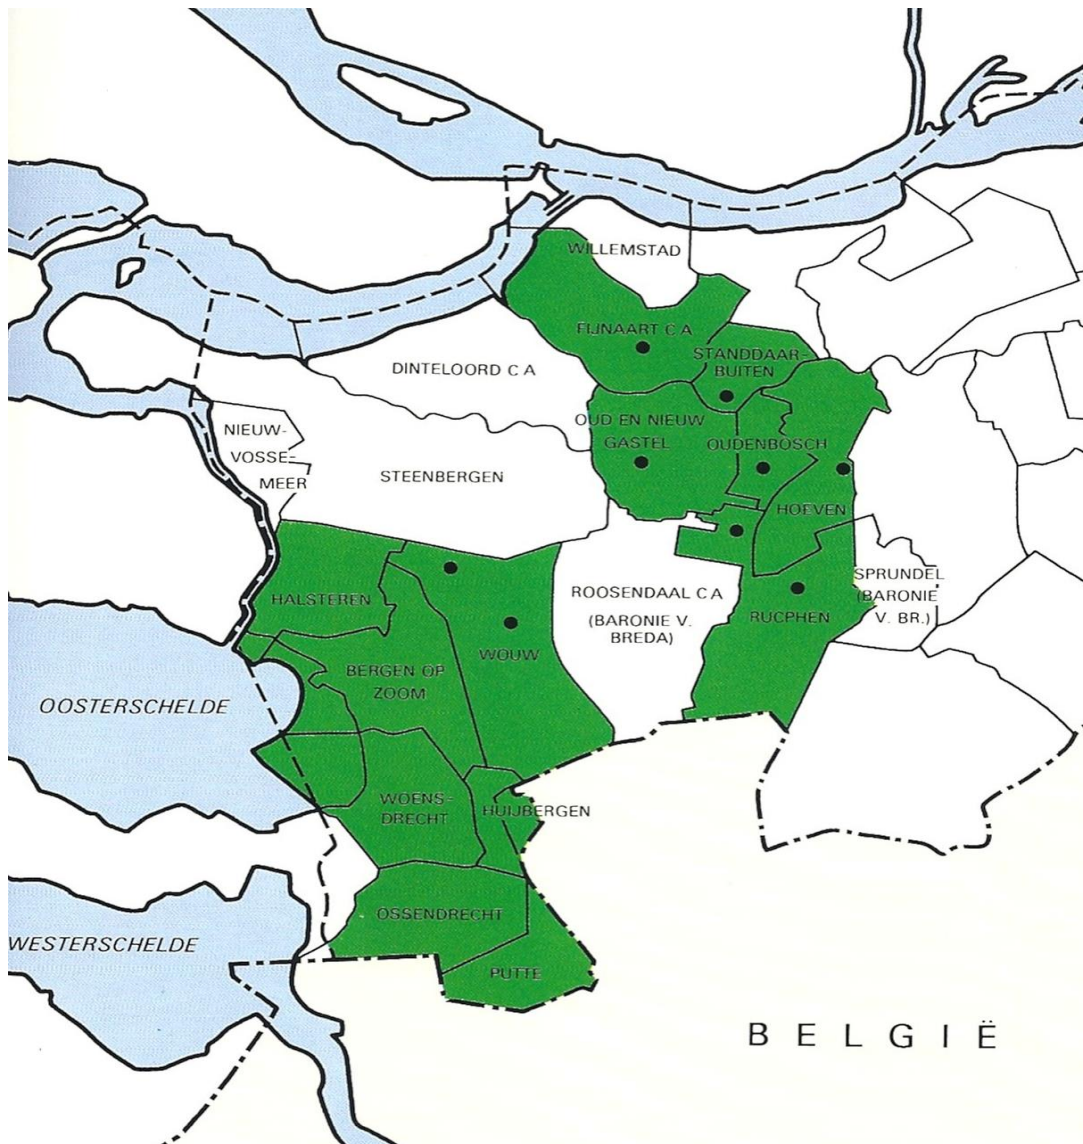 WILLEMSTAD
FIJNAART C A
STANDDAAR-
BUITEN
DINTELOORD C A
NIEUW-
VOSSE-
MEER
OUD EN NIEUW
GASTEL
OUDENBOSCH
STEENBERGEN
HOEVEN
HALSTEREN
ROOSENDAAL C A
(BARONIE V.
BREDA)
SPRUNDEL
(BARONIE
V. BR.)
RUCPHEN
WOUW
BERGEN OP
ZOOM
OOSTERSCHELDE
WOENS-
DRECHT
HUIJBERGEN
OSSENDRECHT
WESTERSCHELDE
PUTTE
BELGIË